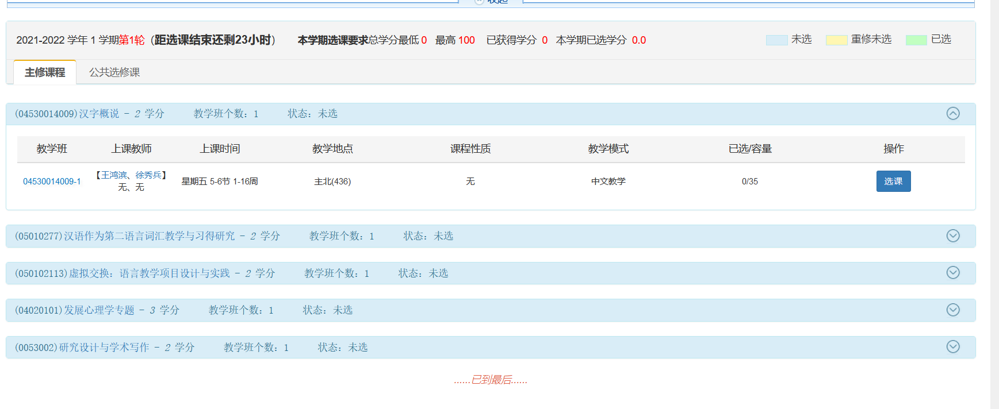 收起
2021-2022 学年 1 学期第1轮（距选课结束还剩23小时） 本学期选课要求总学分最低 0 最高 100 已获得学分 0 本学期已选学分 0.0 未选 重修未选 已选
主修课程 公共选修课
(04530014009)汉字概说 - 2 学分 教学班个数：1 状态：未选
教学班 上课教师 上课时间 教学地点 课程性质 教学模式 已选/容量 操作
04530014009-1 【王鸿滨、徐秀兵】 无、无 星期五 5-6节 1-16周 主北(436) 无 中文教学 0/35 选课
(05010277)汉语作为第二语言词汇教学与习得研究 - 2 学分 教学班个数：1 状态：未选
(050102113)虚拟交换：语言教学项目设计与实践 - 2 学分 教学班个数：1 状态：未选
(04020101)发展心理学专题 - 3 学分 教学班个数：1 状态：未选
(0053002)研究设计与学术写作 - 2 学分 教学班个数：1 状态：未选
......已到最后......